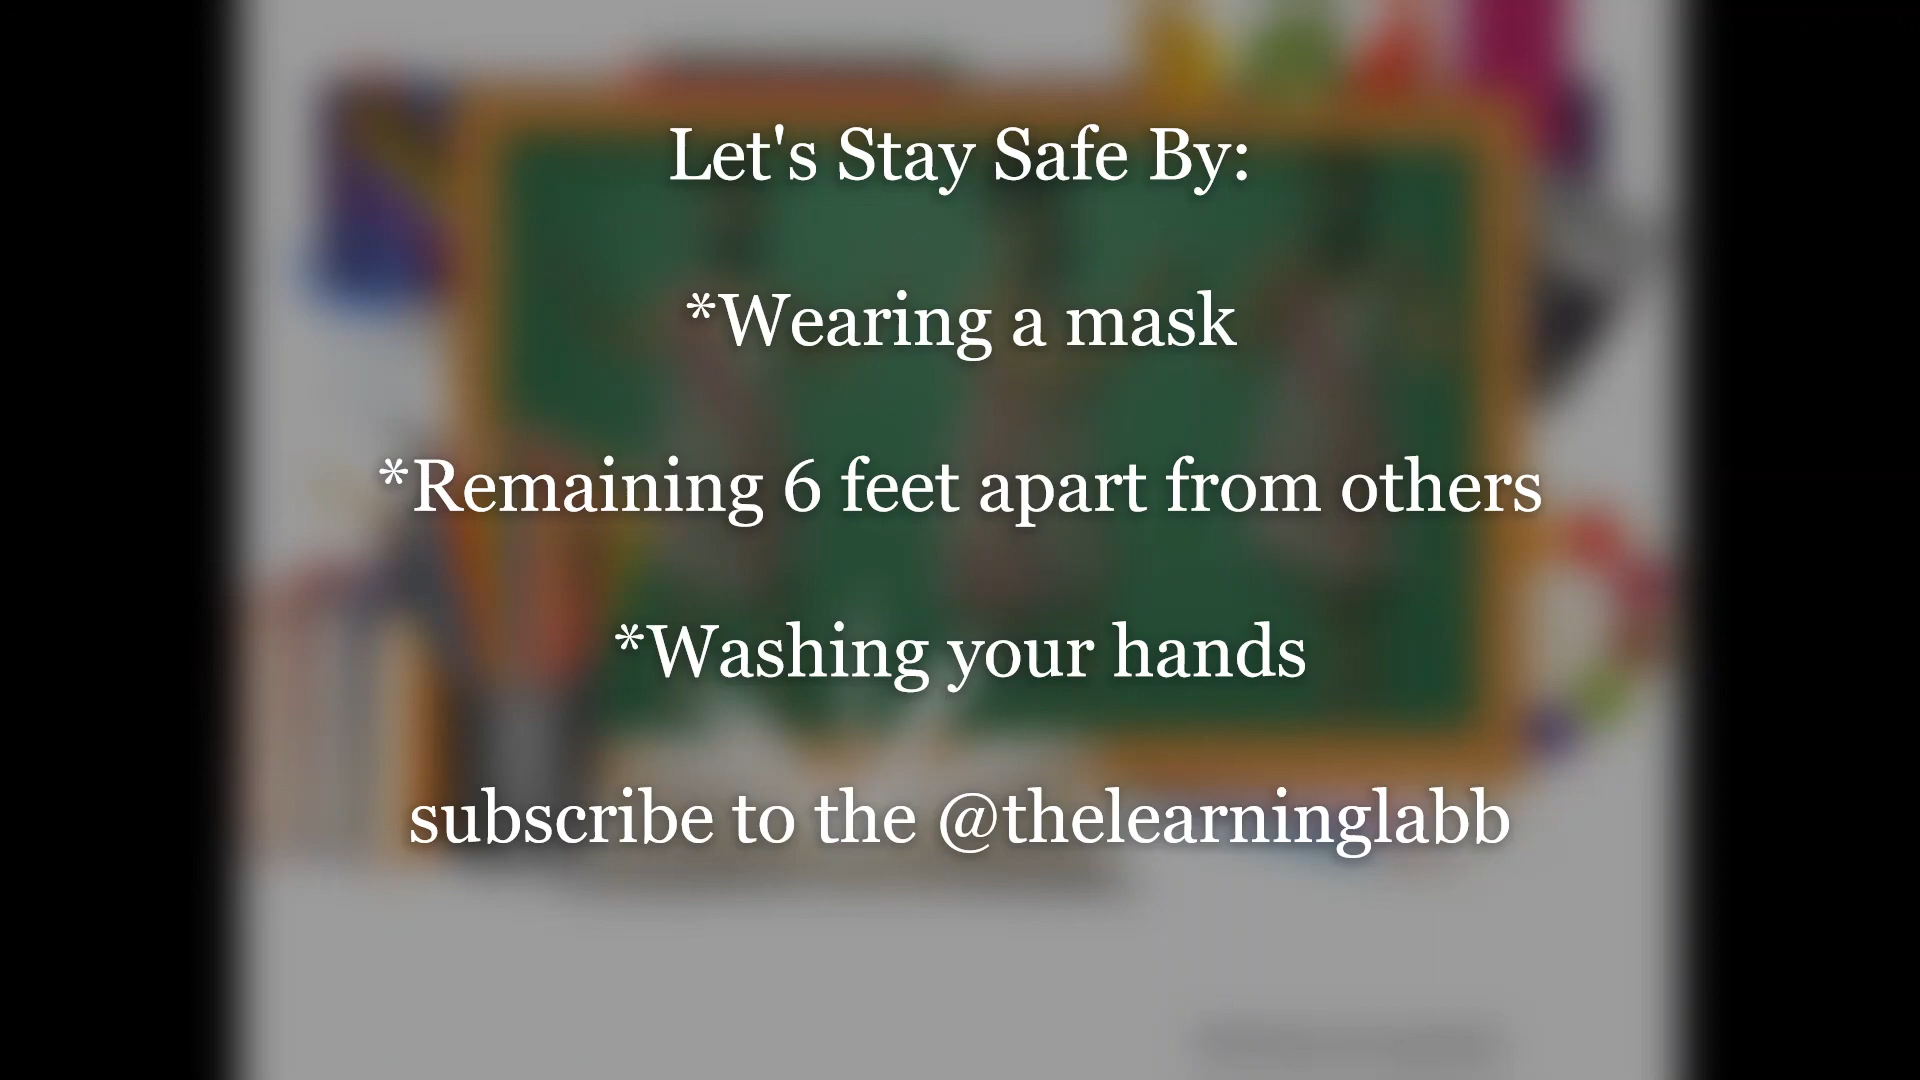 Let's Stay Safe By:
*Wearing a mask
*Remaining 6 feet apart from others
*Washing your hands
subscribe to the @thelearninglabb